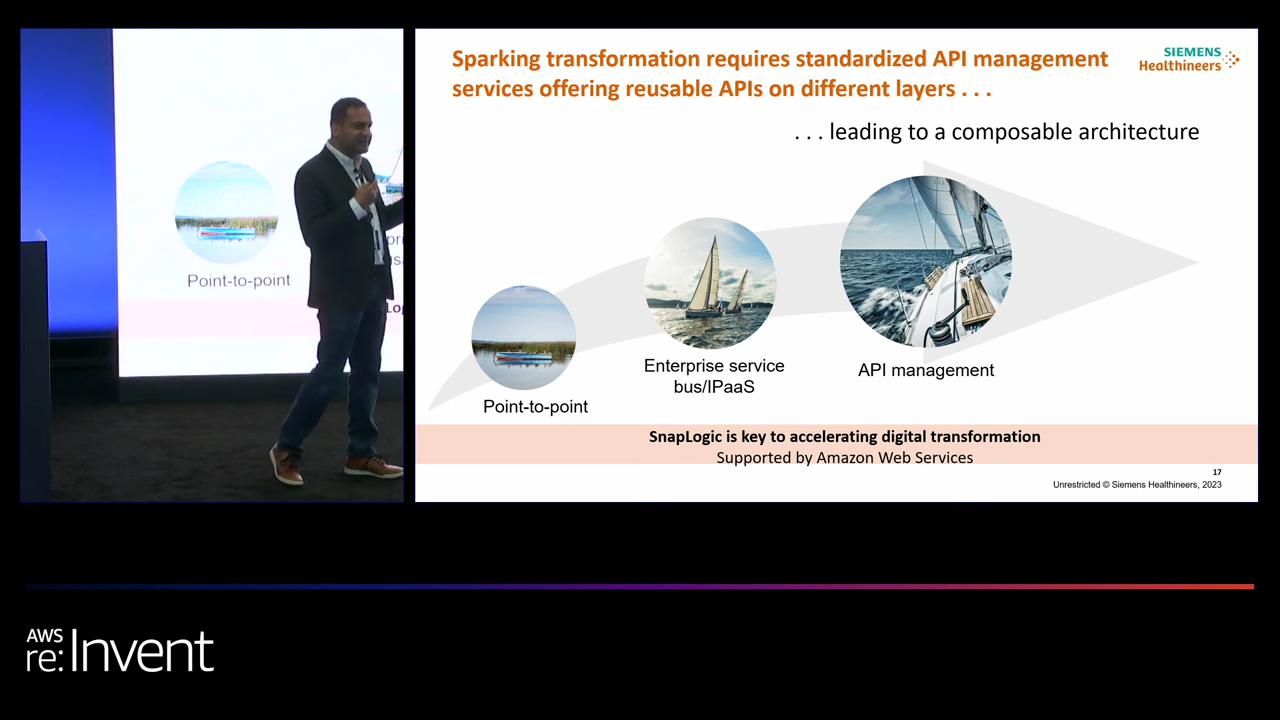 Point-to-point
Sparking transformation requires standardized API management
services offering reusable APIs on different layers . . .
SIEMENS
Healthineers
. . . leading to a composable architecture
Point-to-point
Enterprise service
bus/IPaaS
API management
SnapLogic is key to accelerating digital transformation
Supported by Amazon Web Services
17
Unrestricted © Siemens Healthineers, 2023
AWS
re:Invent